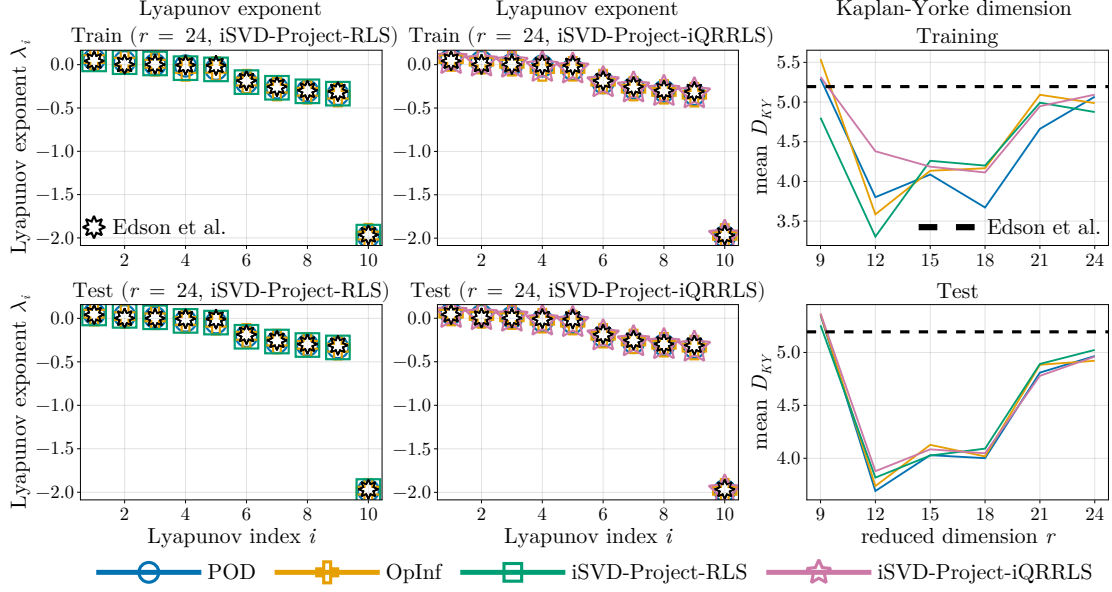 Lyapunov exponent
Train (r = 24, iSVD-Project-RLS)
Lyapunov exponent λi
0.0
−0.5
−1.0
−1.5
−2.0
Edson et al.
2
4
6
8
10
Lyapunov exponent
Train (r = 24, iSVD-Project-iQRRLS)
0.0
−0.5
−1.0
−1.5
−2.0
2
4
6
8
10
Kaplan-Yorke dimension
Training
mean DKY
5.5
5.0
4.5
4.0
3.5
Edson et al.
9
12
15
18
21
24
Test (r = 24, iSVD-Project-RLS)
Lyapunov exponent λi
0.0
−0.5
−1.0
−1.5
−2.0
2
4
6
8
10
Lyapunov index i
Test (r = 24, iSVD-Project-iQRRLS)
0.0
−0.5
−1.0
−1.5
−2.0
2
4
6
8
10
Lyapunov index i
Test
mean DKY
5.0
4.0
9
12
15
18
21
24
reduced dimension r
POD
OpInf
iSVD-Project-RLS
iSVD-Project-iQRRLS